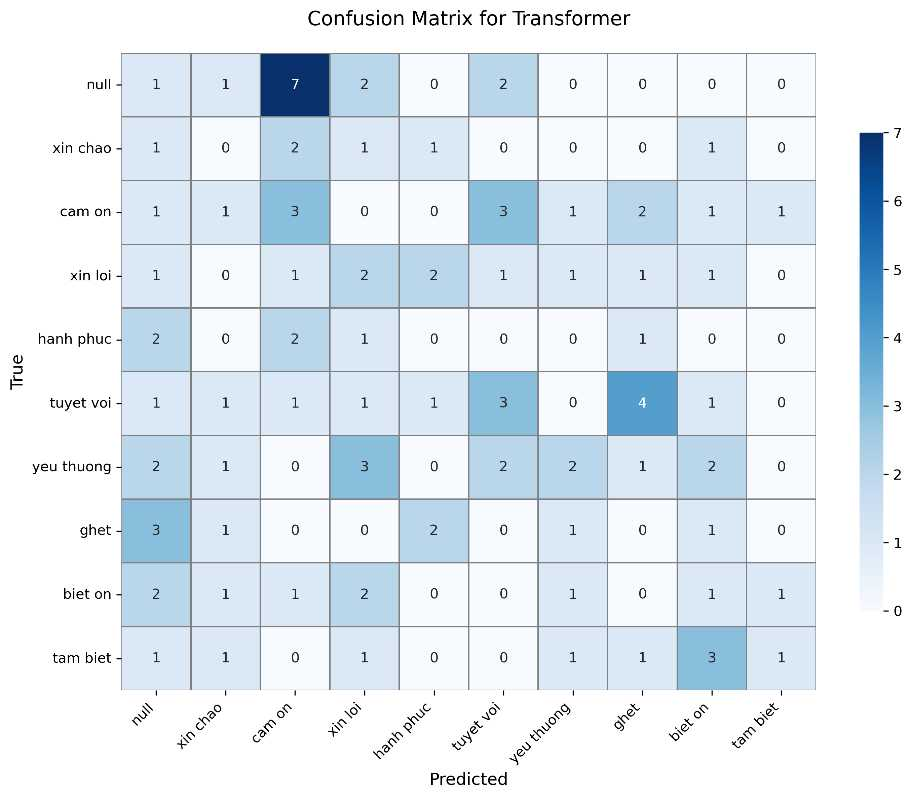 Confusion Matrix for Transformer
null 1 1 7 2 0 2 0 0 0 0
xin chao 1 0 2 1 1 0 0 0 1 0
cam on 1 1 3 0 0 3 1 2 1 1
xin loi 1 0 1 2 2 1 1 1 1 0
hanh phuc 2 0 2 1 0 0 0 1 0 0
tuyet voi 1 1 1 1 1 3 0 4 1 0
yeu thuong 2 1 0 3 0 2 2 1 2 0
ghet 3 1 0 0 2 0 1 0 1 0
biet on 2 1 1 2 0 0 1 0 1 1
tam biet 1 1 0 1 0 0 1 1 3 1
null xin chao cam on xin loi hanh phuc tuyet voi yeu thuong ghet biet on tam biet
Predicted
True
7
6
5
4
3
2
1
0